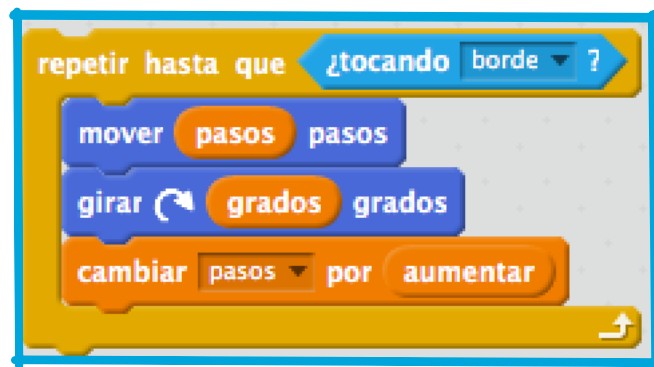 repetir hasta que ¿tocando borde ?
mover pasos pasos
girar grados grados
cambiar pasos por aumentar